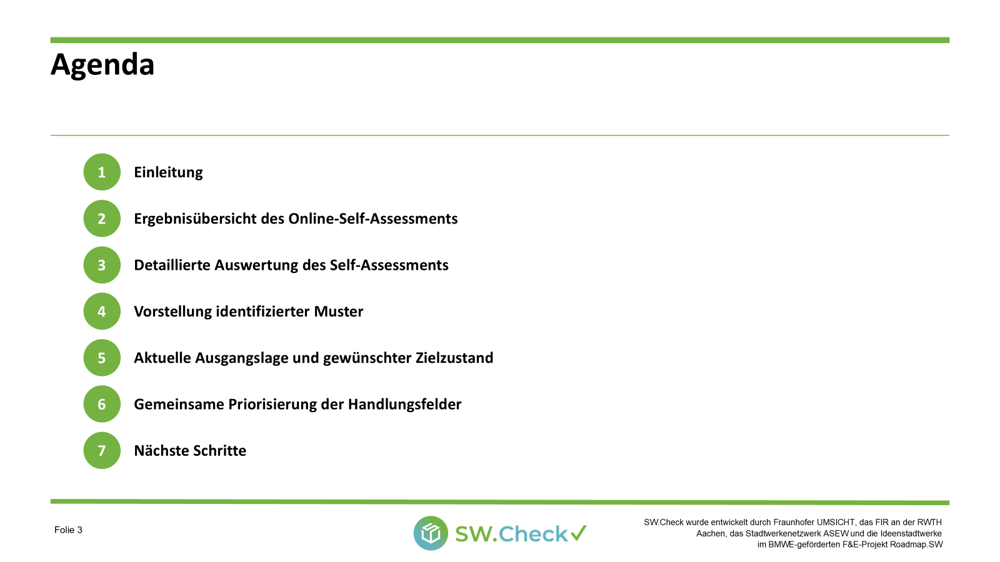 Agenda
1 Einleitung
2 Ergebnisübersicht des Online-Self-Assessments
3 Detaillierte Auswertung des Self-Assessments
4 Vorstellung identifizierter Muster
5 Aktuelle Ausgangslage und gewünschter Zielzustand
6 Gemeinsame Priorisierung der Handlungsfelder
7 Nächste Schritte
Folie 3
SW.Check
SW.Check wurde entwickelt durch Fraunhofer UMSICHT, das FIR an der RWTH
Aachen, das Stadtwerkenetzwerk ASEW und die Ideenstadtwerke
im BMWE-geförderten F&E-Projekt Roadmap.SW